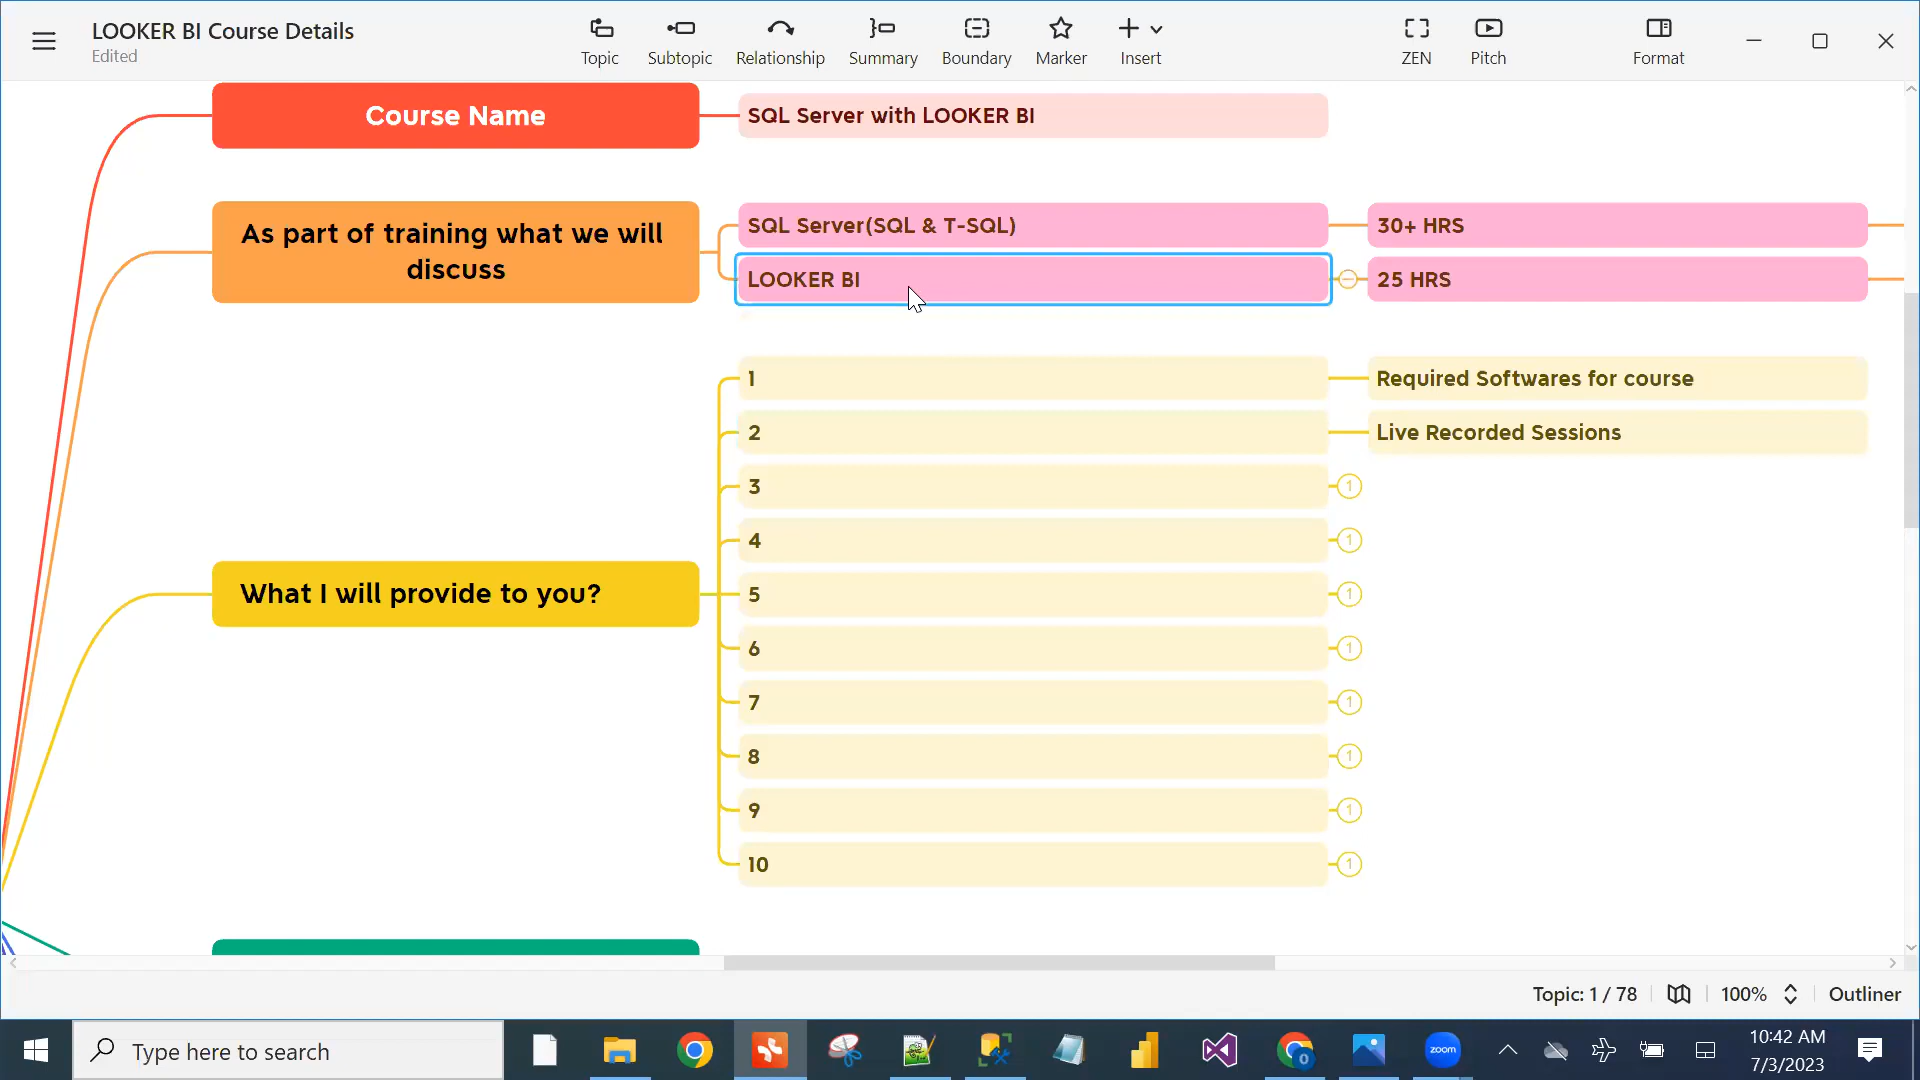 LOOKER BI Course Details
Edited
Topic
Subtopic
Relationship
Summary
Boundary
Marker
Insert
ZEN
Pitch
Format
Course Name
SQL Server with LOOKER BI
As part of training what we will
discuss
SQL Server(SQL & T-SQL)
30+ HRS
LOOKER BI
25 HRS
What I will provide to you?
1
Required Softwares for course
2
Live Recorded Sessions
3
1
4
1
5
1
6
1
7
1
8
1
9
1
10
1
Topic: 1 / 78
100%
Outliner
Type here to search
zoom
10:42 AM
7/3/2023